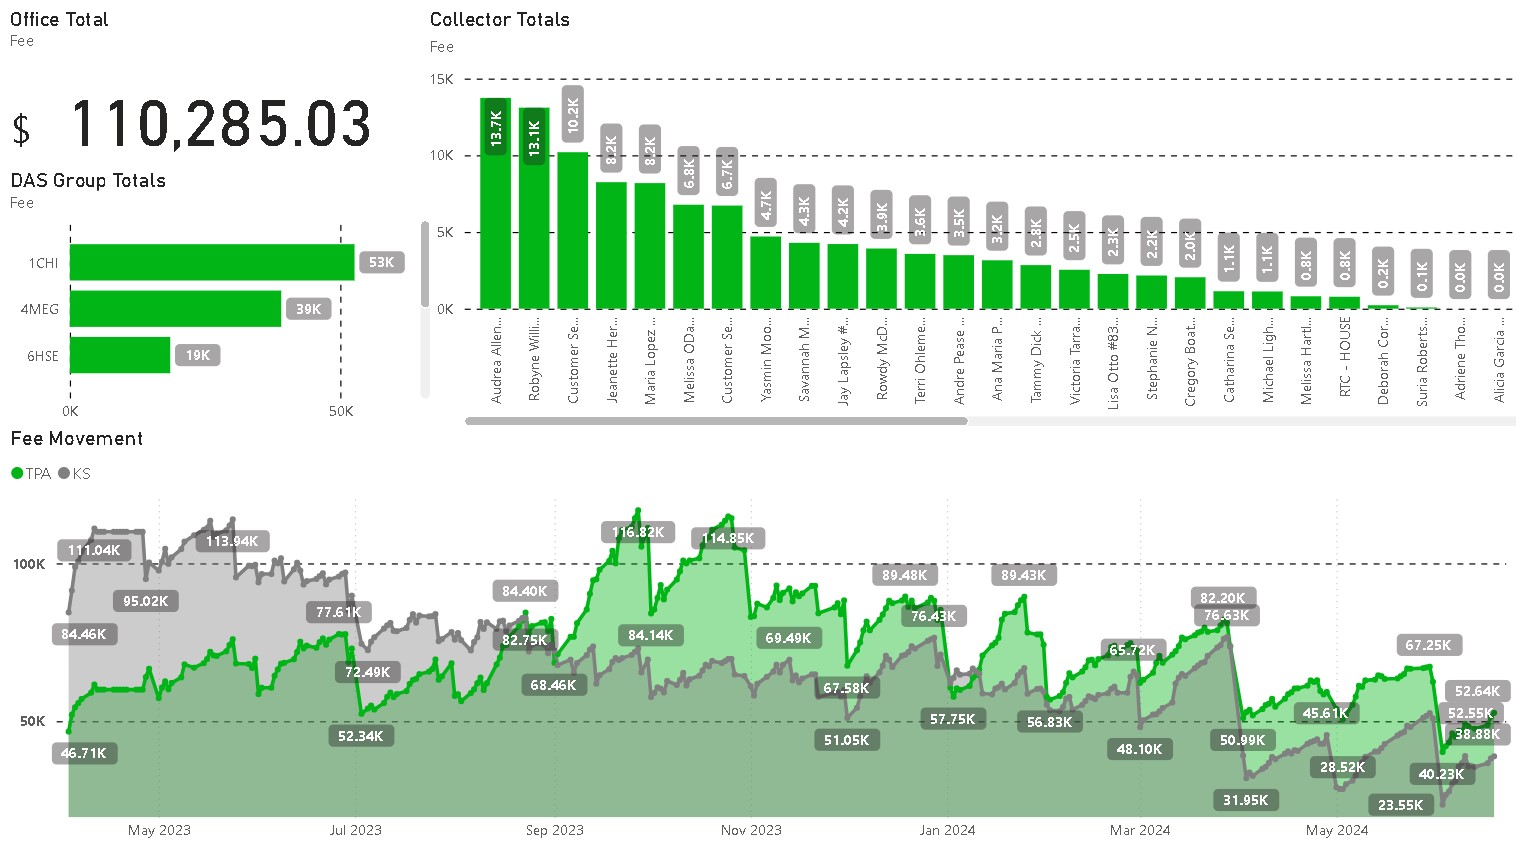 Office Total
Fee
$ 110,285.03
DAS Group Totals
Fee
1CHI
53K
4MEG
39K
6HSE
19K
0K
50K
Collector Totals
Fee
15K
10K
5K
0K
13.7K
13.1K
10.2K
8.2K
8.2K
6.8K
6.7K
4.7K
4.3K
4.2K
3.9K
3.6K
3.5K
3.2K
2.8K
2.5K
2.3K
2.2K
2.0K
1.1K
1.1K
0.8K
0.8K
0.2K
0.1K
0.0K
0.0K
Audrea Allen...
Robyne Willi...
Customer Se...
Jeanette Her...
Maria Lopez ...
Melissa ODa...
Customer Se...
Yasmin Moo...
Savannah M...
Jay Lapsley #...
Rowdy McD...
Terri Ohleme...
Andre Pease ...
Ana Maria P...
Tammy Dick ...
Victoria Tarra...
Lisa Otto #83...
Stephanie N...
Gregory Boat...
Catharina Se...
Michael Ligh...
Melissa Hartl...
RTC - HOUSE
Deborah Cor...
Suria Roberts...
Adriene Tho...
Alicia Garcia ...
Fee Movement
TPA KS
100K
50K
111.04K
113.94K
95.02K
84.46K
46.71K
77.61K
72.49K
52.34K
84.40K
82.75K
68.46K
116.82K
84.14K
114.85K
69.49K
67.58K
51.05K
89.48K
76.43K
57.75K
89.43K
56.83K
65.72K
48.10K
82.20K
76.63K
50.99K
31.95K
45.61K
28.52K
67.25K
23.55K
40.23K
52.64K
52.55K
38.88K
May 2023
Jul 2023
Sep 2023
Nov 2023
Jan 2024
Mar 2024
May 2024